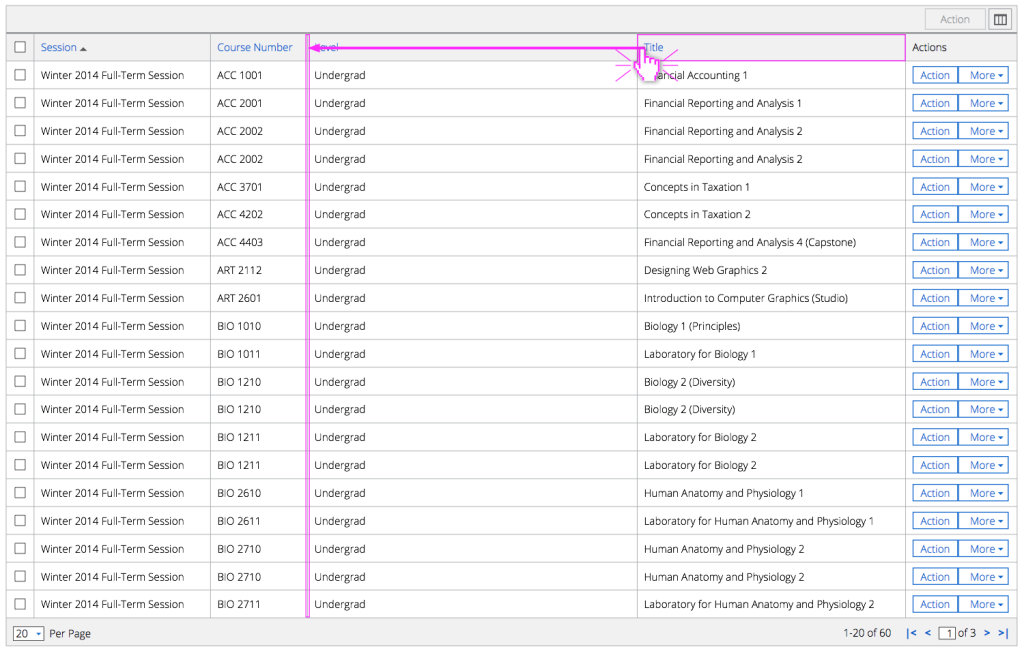 Action
Session Course Number Level Title Actions
Winter 2014 Full-Term Session ACC 1001 Undergrad Financial Accounting 1 Action More
Winter 2014 Full-Term Session ACC 2001 Undergrad Financial Reporting and Analysis 1 Action More
Winter 2014 Full-Term Session ACC 2002 Undergrad Financial Reporting and Analysis 2 Action More
Winter 2014 Full-Term Session ACC 2002 Undergrad Financial Reporting and Analysis 2 Action More
Winter 2014 Full-Term Session ACC 3701 Undergrad Concepts in Taxation 1 Action More
Winter 2014 Full-Term Session ACC 4202 Undergrad Concepts in Taxation 2 Action More
Winter 2014 Full-Term Session ACC 4403 Undergrad Financial Reporting and Analysis 4 (Capstone) Action More
Winter 2014 Full-Term Session ART 2112 Undergrad Designing Web Graphics 2 Action More
Winter 2014 Full-Term Session ART 2601 Undergrad Introduction to Computer Graphics (Studio) Action More
Winter 2014 Full-Term Session BIO 1010 Undergrad Biology 1 (Principles) Action More
Winter 2014 Full-Term Session BIO 1011 Undergrad Laboratory for Biology 1 Action More
Winter 2014 Full-Term Session BIO 1210 Undergrad Biology 2 (Diversity) Action More
Winter 2014 Full-Term Session BIO 1210 Undergrad Biology 2 (Diversity) Action More
Winter 2014 Full-Term Session BIO 1211 Undergrad Laboratory for Biology 2 Action More
Winter 2014 Full-Term Session BIO 1211 Undergrad Laboratory for Biology 2 Action More
Winter 2014 Full-Term Session BIO 2610 Undergrad Human Anatomy and Physiology 1 Action More
Winter 2014 Full-Term Session BIO 2611 Undergrad Laboratory for Human Anatomy and Physiology 1 Action More
Winter 2014 Full-Term Session BIO 2710 Undergrad Human Anatomy and Physiology 2 Action More
Winter 2014 Full-Term Session BIO 2710 Undergrad Human Anatomy and Physiology 2 Action More
Winter 2014 Full-Term Session BIO 2711 Undergrad Laboratory for Human Anatomy and Physiology 2 Action More
20 Per Page 1-20 of 60 |< < 1 of 3 > >|